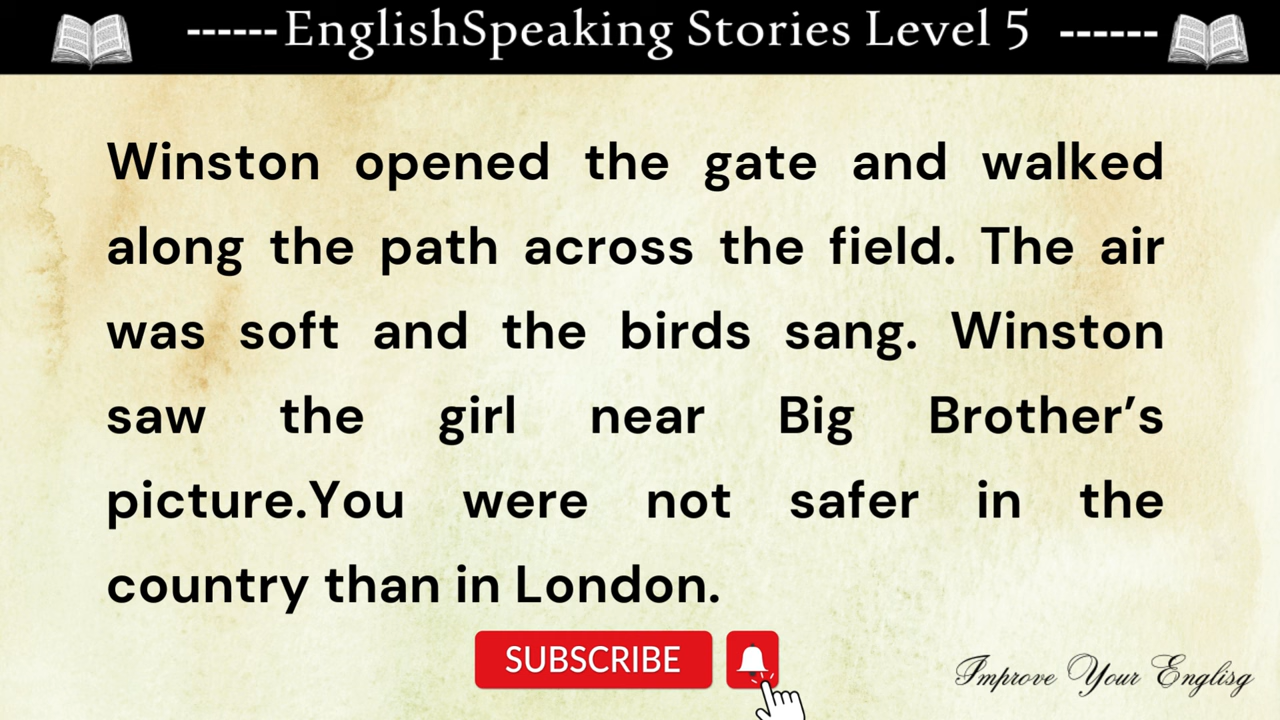 ------EnglishSpeaking Stories Level 5 ------
Winston opened the gate and walked
along the path across the field. The air
was soft and the birds sang. Winston
saw the girl near Big Brother’s
picture.You were not safer in the
country than in London.
SUBSCRIBE
Improve Your Englisg